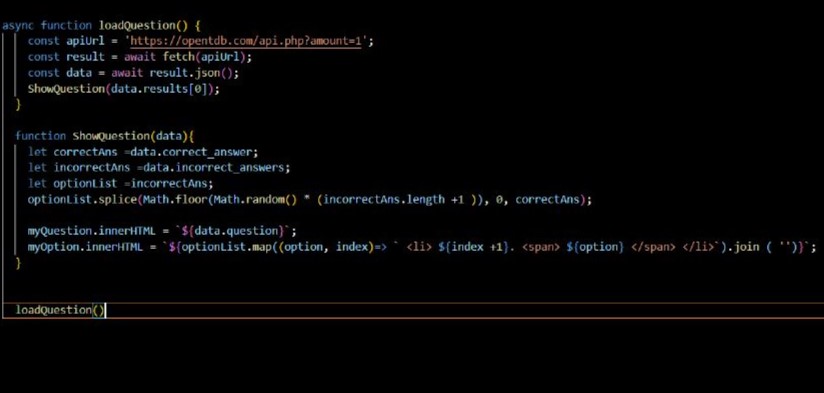 async function loadQuestion() {
const apiUrl = 'https://opentdb.com/api.php?amount=1';
const result = await fetch(apiUrl);
const data = await result.json();
ShowQuestion(data.results[0]);
}
function ShowQuestion(data){
let correctAns =data.correct_answer;
let incorrectAns =data.incorrect_answers;
let optionList =incorrectAns;
optionList.splice(Math.floor(Math.random() * (incorrectAns.length +1 )), 0, correctAns);
myQuestion.innerHTML = `${data.question}`;
myOption.innerHTML = `${optionList.map((option, index)=> ` <li> ${index +1}. <span> ${option} </span> </li>`).join ( '')}`;
}
loadQuestion()